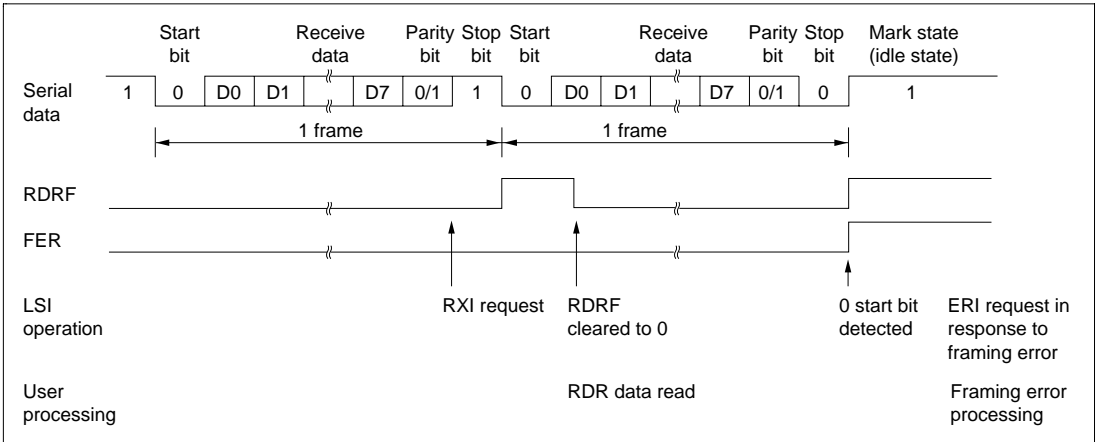 Start bit Receive data Parity bit Stop bit Start bit Receive data Parity bit Stop bit Mark state (idle state)
Serial data 1 0 D0 D1 D7 0/1 1 0 D0 D1 D7 0/1 0 1
1 frame 1 frame
RDRF
FER
LSI operation RXI request RDRF cleared to 0 0 start bit detected ERI request in response to framing error
User processing RDR data read Framing error processing